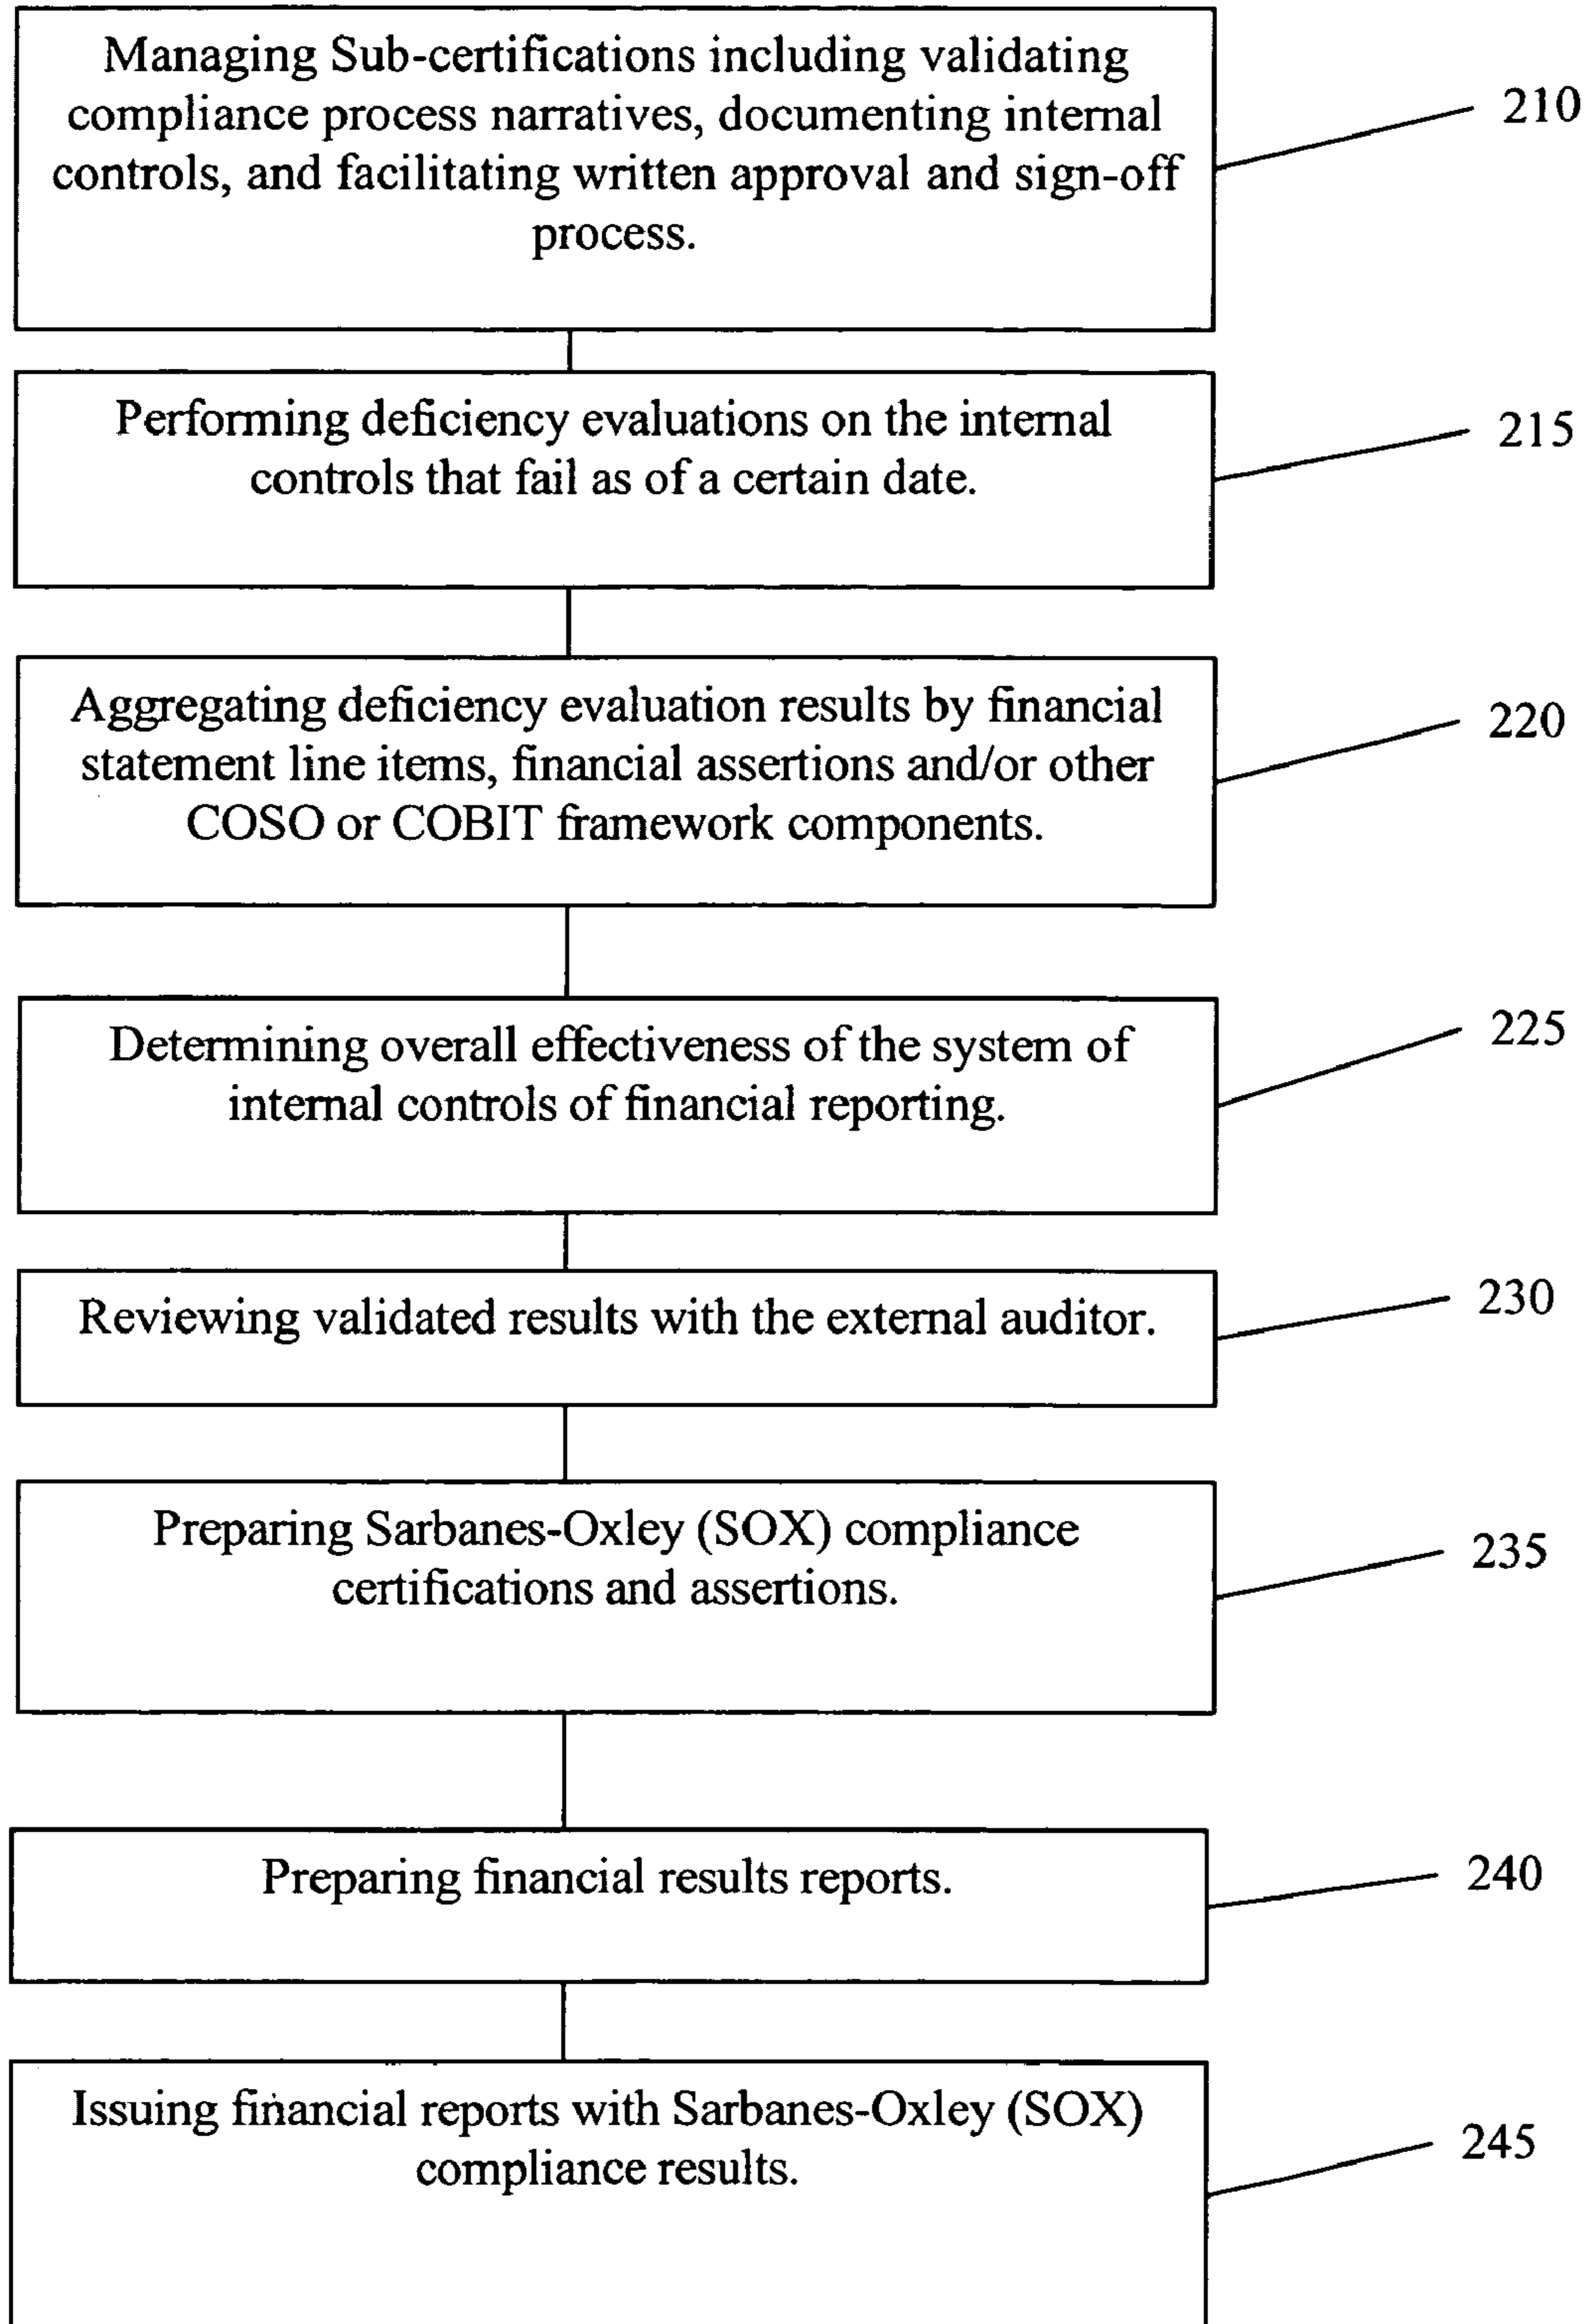 Managing Sub-certifications including validating
compliance process narratives, documenting internal
controls, and facilitating written approval and sign-off
process.
210
Performing deficiency evaluations on the internal
controls that fail as of a certain date.
215
Aggregating deficiency evaluation results by financial
statement line items, financial assertions and/or other
COSO or COBIT framework components.
220
Determining overall effectiveness of the system of
internal controls of financial reporting.
225
Reviewing validated results with the external auditor.
230
Preparing Sarbanes-Oxley (SOX) compliance
certifications and assertions.
235
Preparing financial results reports.
240
Issuing financial reports with Sarbanes-Oxley (SOX)
compliance results.
245